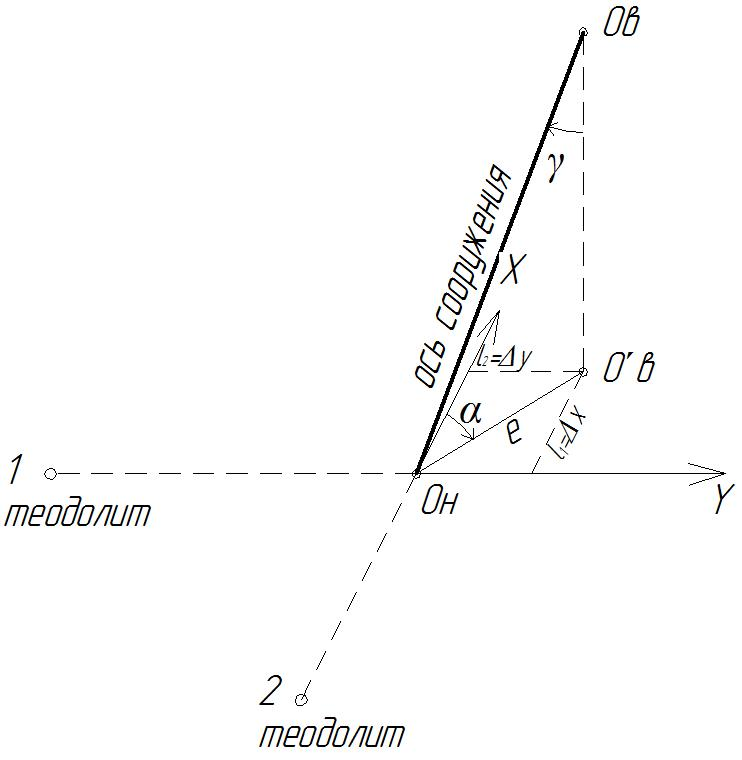 Ов
γ
ось сооружения
X
l₂=Δy
O'в
α
e
l₁=Δx
1
теодолит
Он
Y
2
теодолит